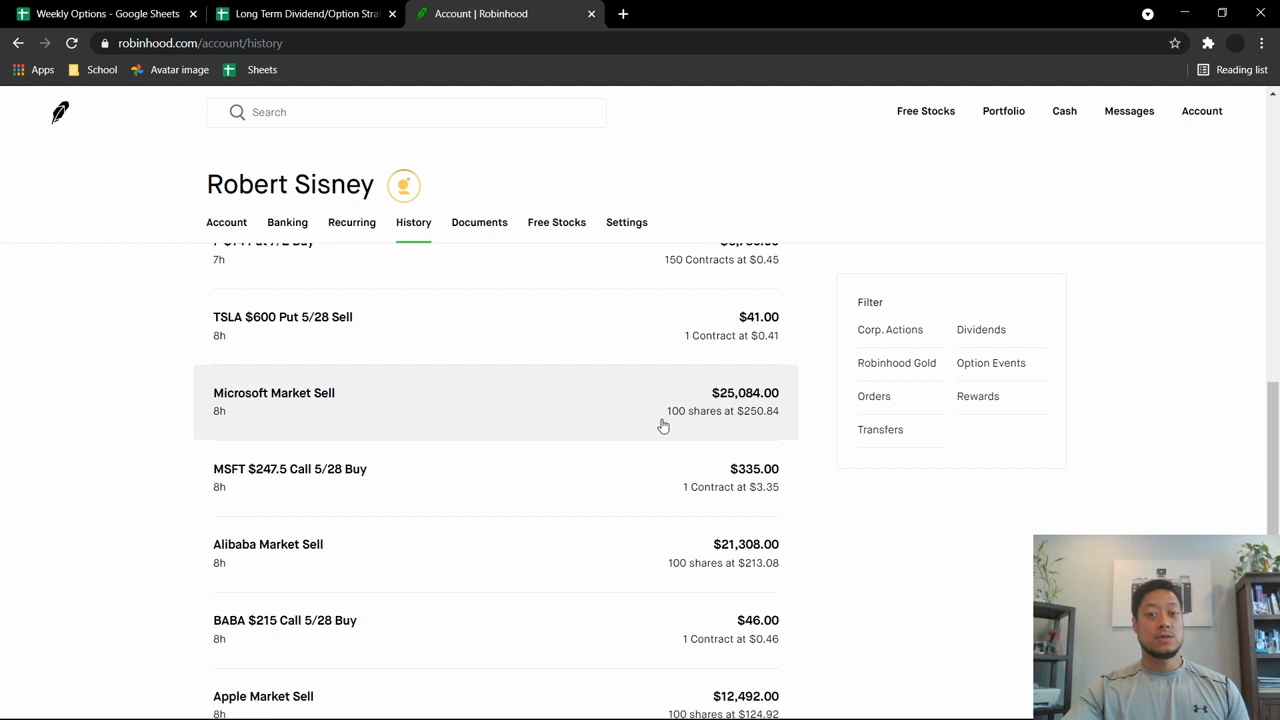 Weekly Options - Google Sheets
Long Term Dividend/Option Strat
Account | Robinhood
robinhood.com/account/history
Apps
School
Avatar image
Sheets
Reading list
Search
Free Stocks
Portfolio
Cash
Messages
Account
Robert Sisney
Account
Banking
Recurring
History
Documents
Free Stocks
Settings
7h
150 Contracts at $0.45
TSLA $600 Put 5/28 Sell
$41.00
8h
1 Contract at $0.41
Microsoft Market Sell
$25,084.00
8h
100 shares at $250.84
MSFT $247.5 Call 5/28 Buy
$335.00
8h
1 Contract at $3.35
Alibaba Market Sell
$21,308.00
8h
100 shares at $213.08
BABA $215 Call 5/28 Buy
$46.00
8h
1 Contract at $0.46
Apple Market Sell
$12,492.00
8h
100 shares at $124.92
Filter
Corp. Actions
Dividends
Robinhood Gold
Option Events
Orders
Rewards
Transfers